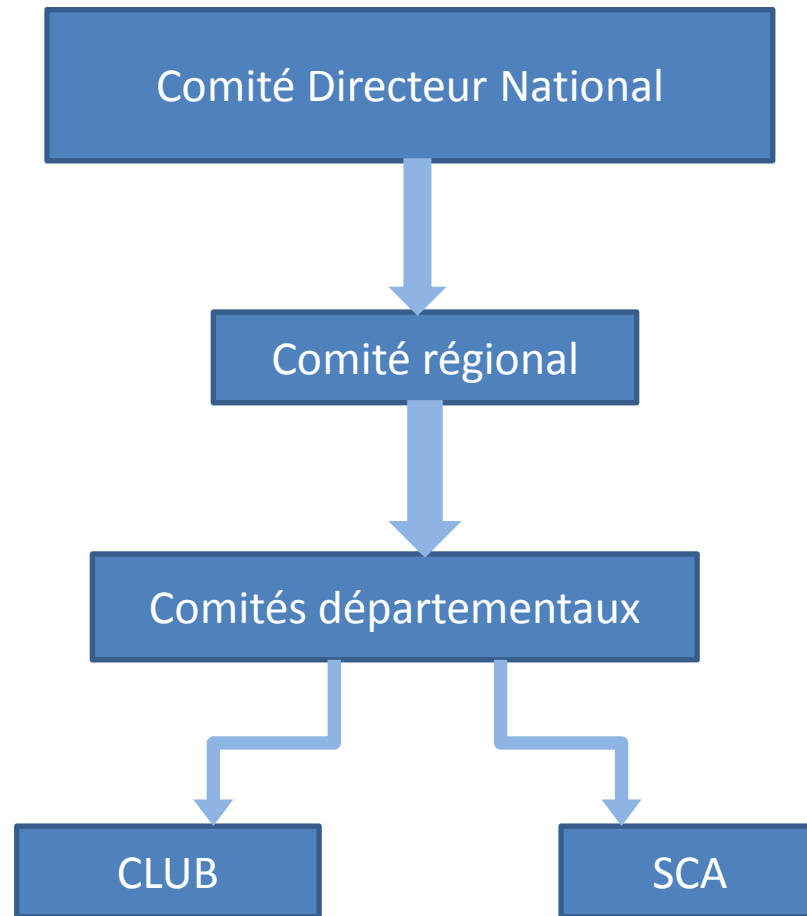 Comité Directeur National
Comité régional
Comités départementaux
CLUB
SCA